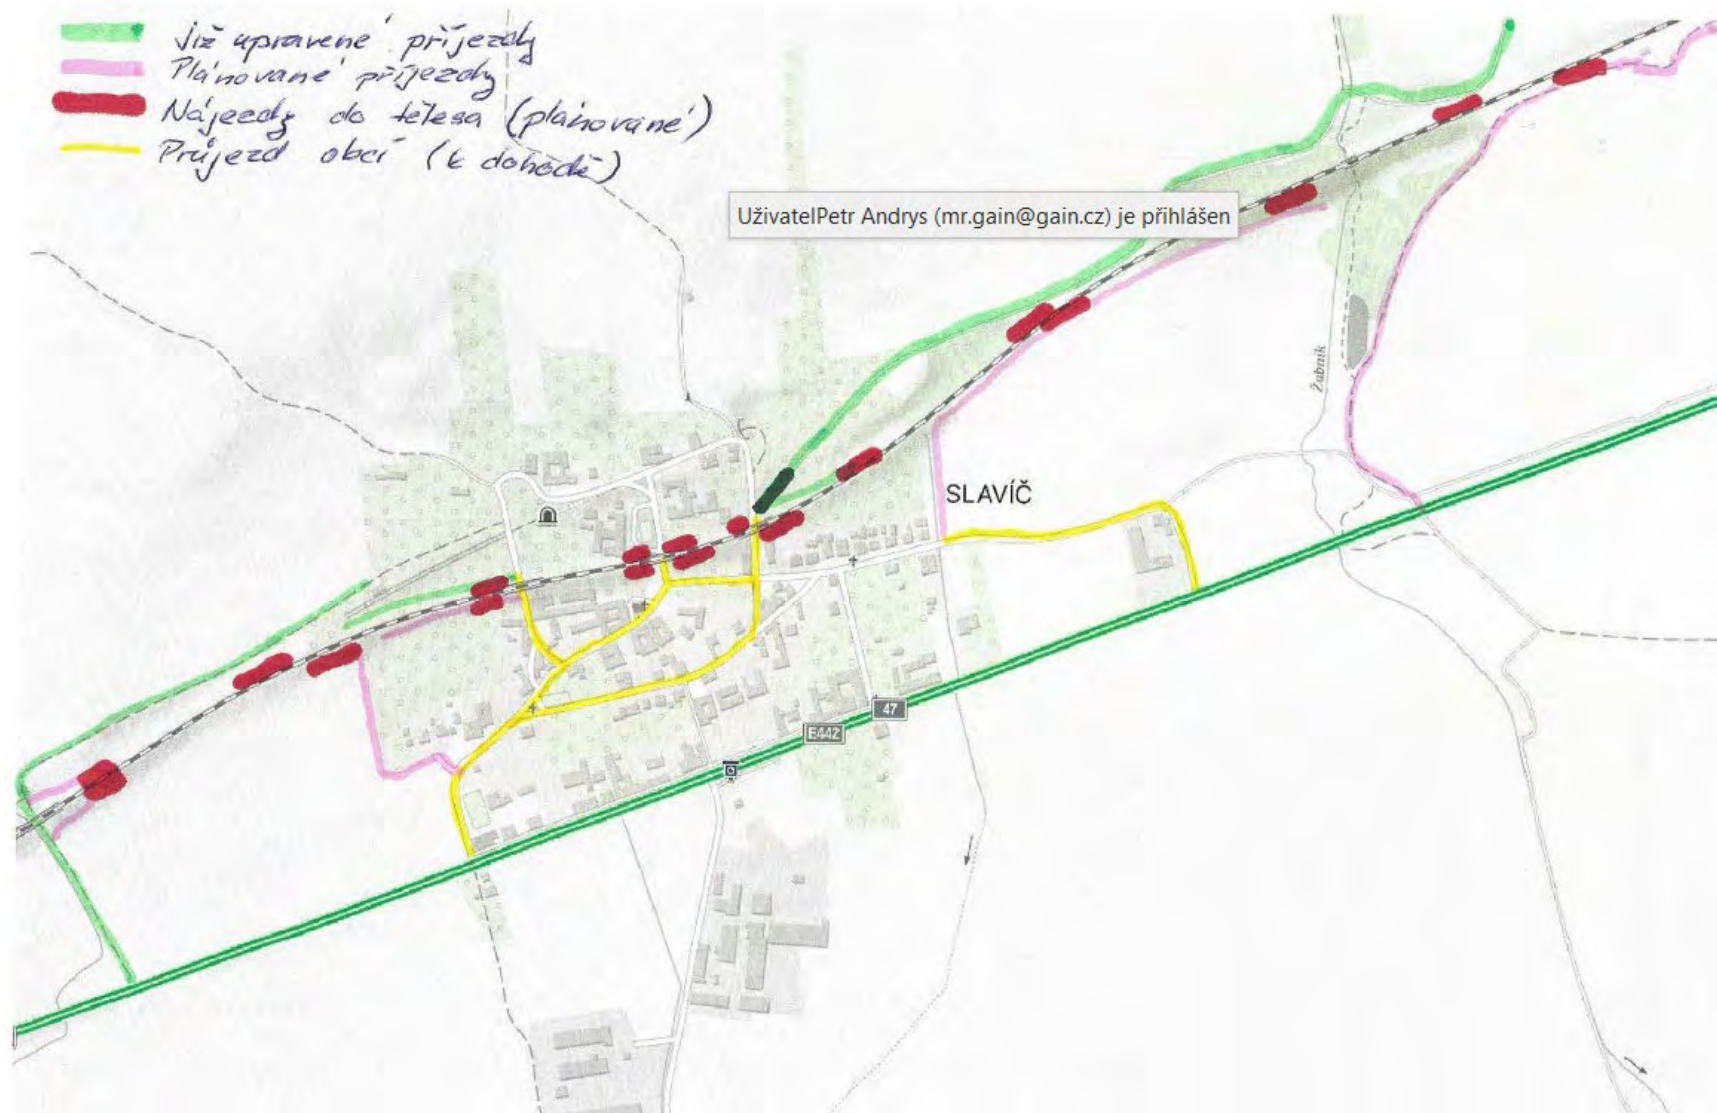 Již upravené příjezdy
Plánované příjezdy
Nájezdy do tělesa (plánované)
Průjezd obcí (k dohodě)
UživatelPetr Andrys (mr.gain@gain.cz) je přihlášen
Žabník
SLAVÍČ
47
E442